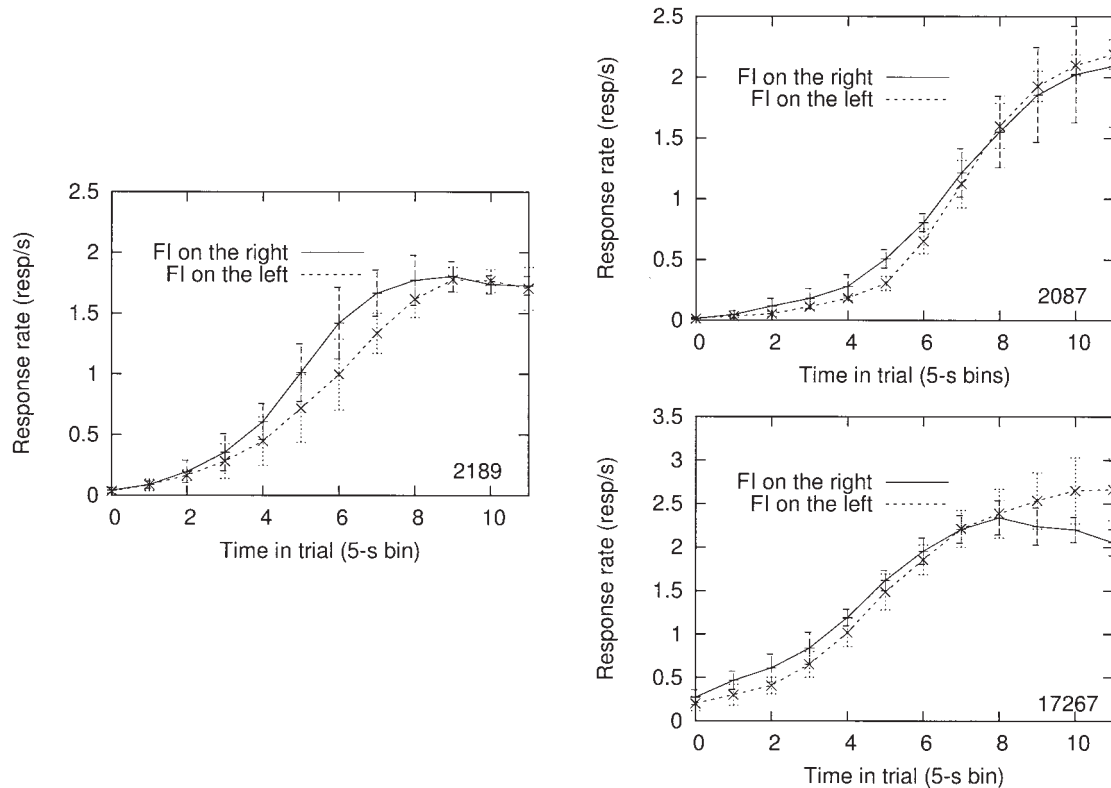 2.5
2
1.5
1
0.5
0
0 2 4 6 8 10
Response rate (resp/s)
FI on the right
FI on the left
2189
Time in trial (5-s bin)
2.5
2
1.5
1
0.5
0
0 2 4 6 8 10
Response rate (resp/s)
FI on the right
FI on the left
2087
Time in trial (5-s bins)
3.5
3
2.5
2
1.5
1
0.5
0
0 2 4 6 8 10
Response rate (resp/s)
FI on the right
FI on the left
17267
Time in trial (5-s bin)